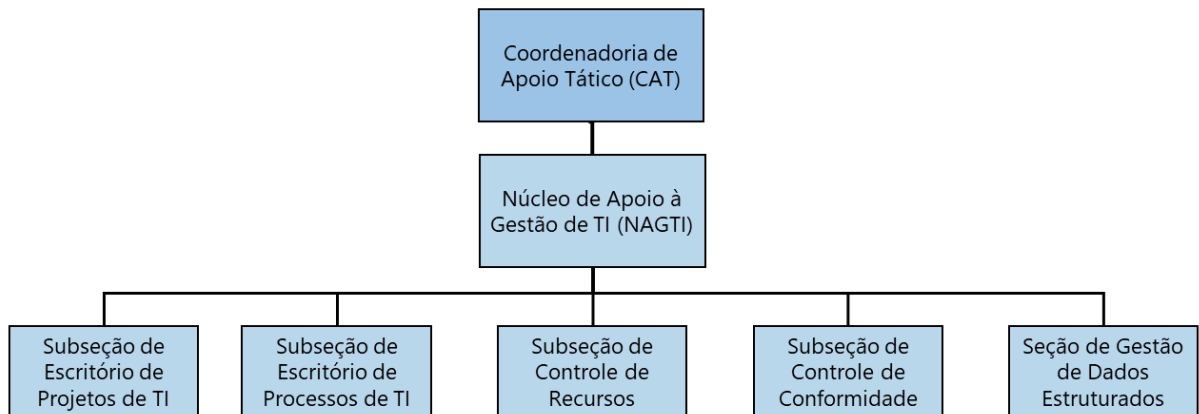 Coordenadoria de
Apoio Tático (CAT)
Núcleo de Apoio à
Gestão de TI (NAGTI)
Subseção de
Escritório de
Projetos de TI
Subseção de
Escritório de
Processos de TI
Subseção de
Controle de
Recursos
Subseção de
Controle de
Conformidade
Seção de Gestão
de Dados
Estruturados